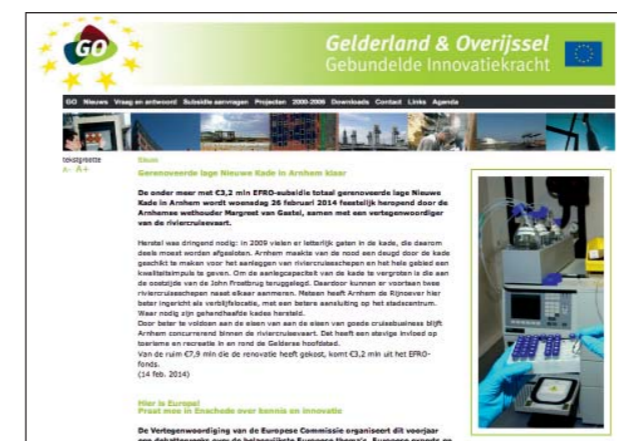 GO
Gelderland & Overijssel
Gebundelde Innovatiekracht
GO Nieuws Vraag en antwoord Subsidie aanvragen Projecten 2000-2006 Downloads Contact Links Agenda
tekstgrootte
A- A+
Nieuws
Gerenoveerde lage Nieuwe Kade in Arnhem klaar
De onder meer met €3,2 mln EFRO-subsidie totaal gerenoveerde lage Nieuwe
Kade in Arnhem wordt woensdag 26 februari 2014 feestelijk heropend door de
Arnhemse wethouder Margreet van Gastel, samen met een vertegenwoordiger
van de riviercruisevaart.
Herstel was dringend nodig: in 2009 vielen er letterlijk gaten in de kade, die daarom
deels moest worden afgesloten. Arnhem maakte van de nood een deugd door de kade
geschikt te maken voor het aanleggen van riviercruiseschepen en het hele gebied een
kwaliteitsimpuls te geven. Om de aanlegcapaciteit van de kade te vergroten is die aan
de oostzijde van de John Frostbrug teruggelegd. Daardoor kunnen er voortaan twee
riviercruiseschepen naast elkaar aanmeren. Meteen heeft Arnhem de Rijnoever hier
beter ingericht als verblijfslocatie, met een betere aansluiting op het stadscentrum.
Waar nodig zijn gehandhaafde kades hersteld.
Door beter te voldoen aan de eisen van aan de eisen van goede cruisebusiness blijft
Arnhem concurrerend binnen de riviercruisevaart. Dat heeft een stevige invloed op
toerisme en recreatie in en rond de Gelderse hoofdstad.
Van de ruim €7,9 mln die de renovatie heeft gekost, komt €3,2 mln uit het EFRO-
fonds.
(14 feb. 2014)
Hier is Europa!
Praat mee in Enschede over kennis en innovatie
De Vertegenwoordiging van de Europese Commissie organiseert dit voorjaar
een debattenreeks over de belangrijkste Europese thema's. Europese experts en